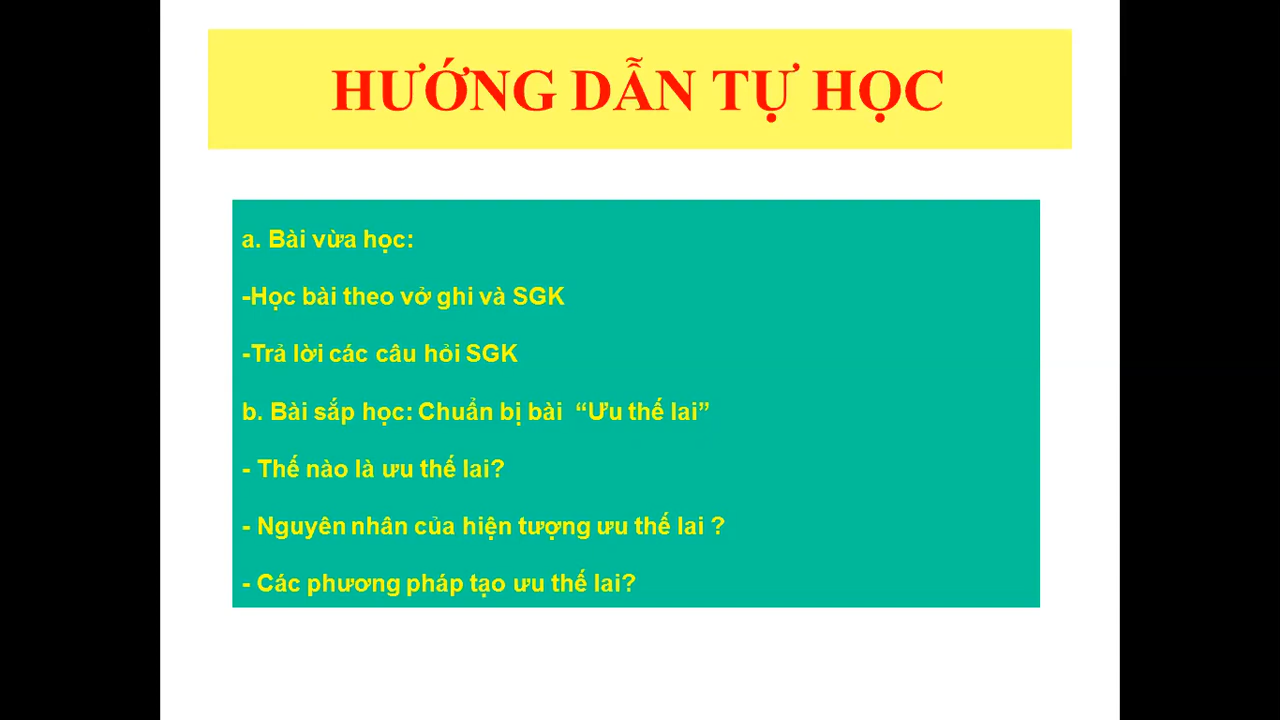 HƯỚNG DẪN TỰ HỌC
a. Bài vừa học:
-Học bài theo vở ghi và SGK
-Trả lời các câu hỏi SGK
b. Bài sắp học: Chuẩn bị bài “Ưu thế lai”
- Thế nào là ưu thế lai?
- Nguyên nhân của hiện tượng ưu thế lai ?
- Các phương pháp tạo ưu thế lai?